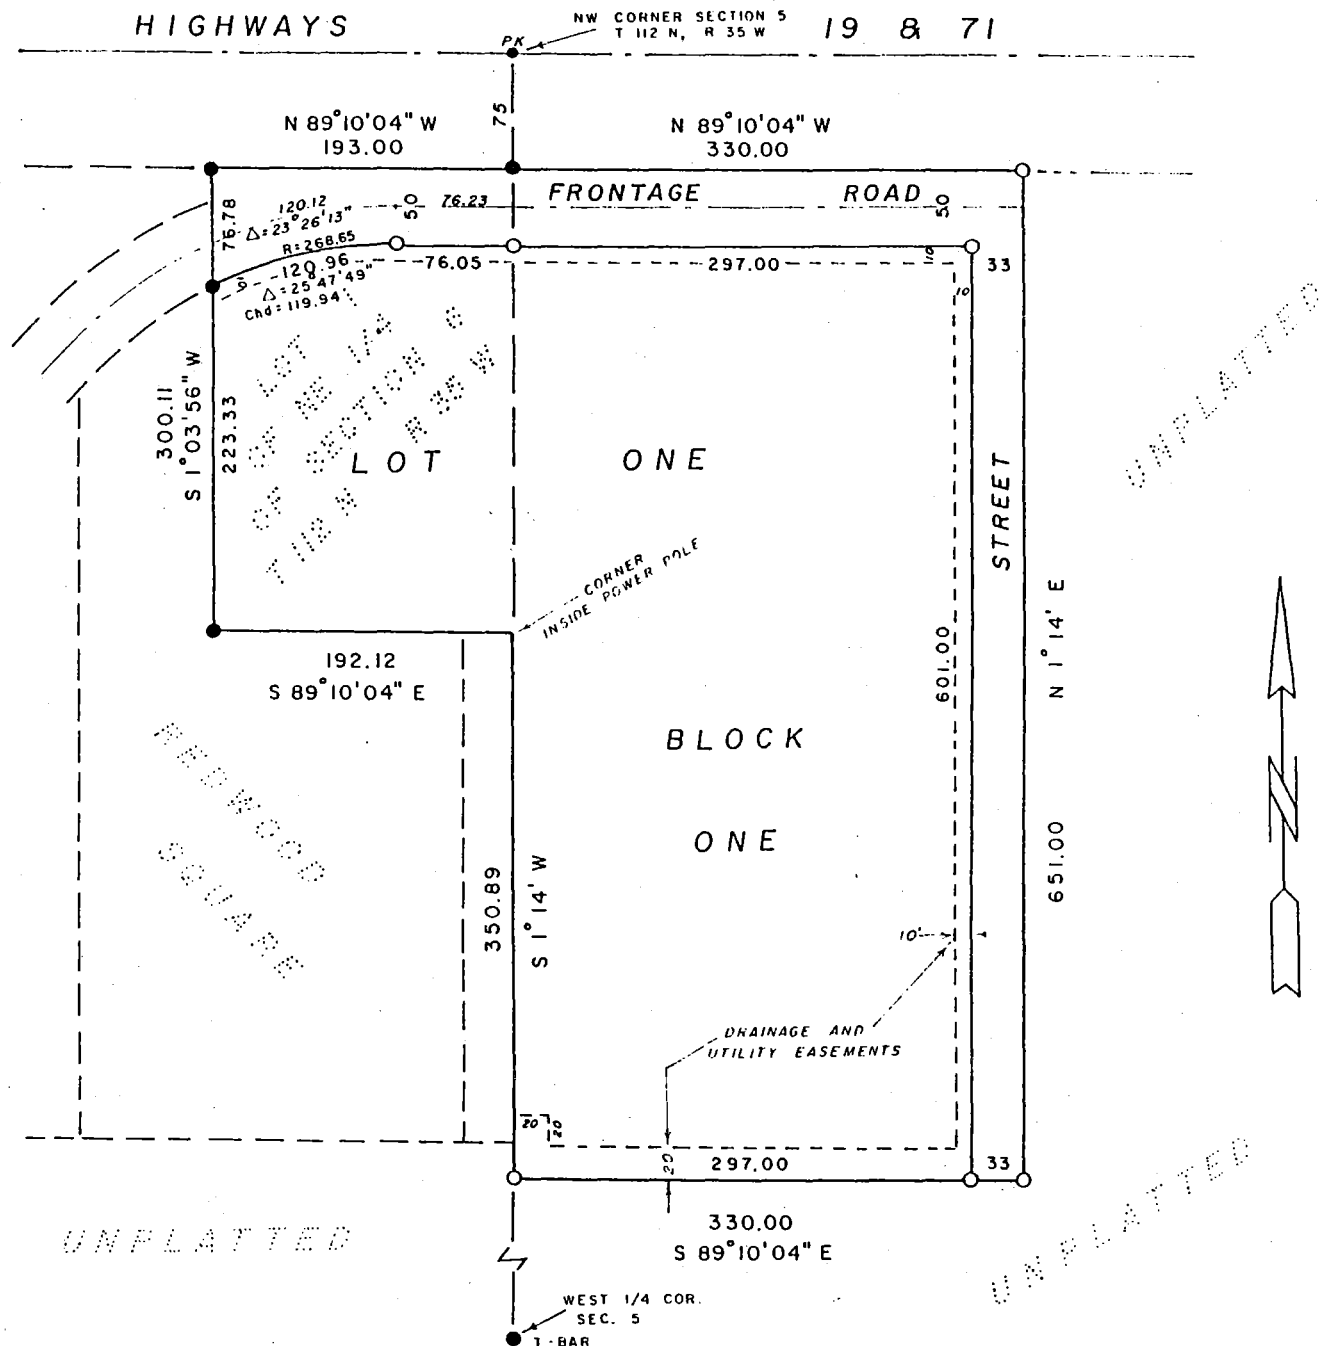 HIGHWAYS
NW CORNER SECTION 5
T 112 N, R 35 W
19 & 71
PK
75
N 89°10'04" W
193.00
N 89°10'04" W
330.00
FRONTAGE ROAD
50
50
76.78
120.12
Δ=23°26'13"
R=268.65
76.23
120.96
Δ=25°47'49"
Chd=119.94'
10
76.05
297.00
10
10
33
LOT 1
OF NE 1/4
OF SECTION 6
T 112 N R 35 W
300.11
S 1°03'56" W
223.33
LOT ONE
UNPLATTED
STREET
CORNER
INSIDE POWER POLE
192.12
S 89°10'04" E
601.00
N 1°14' E
651.00
BLOCK
ONE
REDWOOD
SQUARE
350.89
S 1°14' W
10'
DRAINAGE AND
UTILITY EASEMENTS
20
20
20
297.00
33
330.00
S 89°10'04" E
UNPLATTED
UNPLATTED
N
WEST 1/4 COR.
SEC. 5
T-BAR